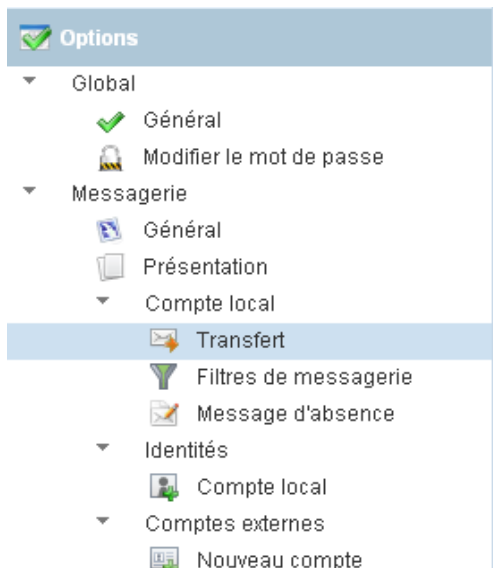 Options
Global
Général
Modifier le mot de passe
Messagerie
Général
Présentation
Compte local
Transfert
Filtres de messagerie
Message d'absence
Identités
Compte local
Comptes externes
Nouveau compte